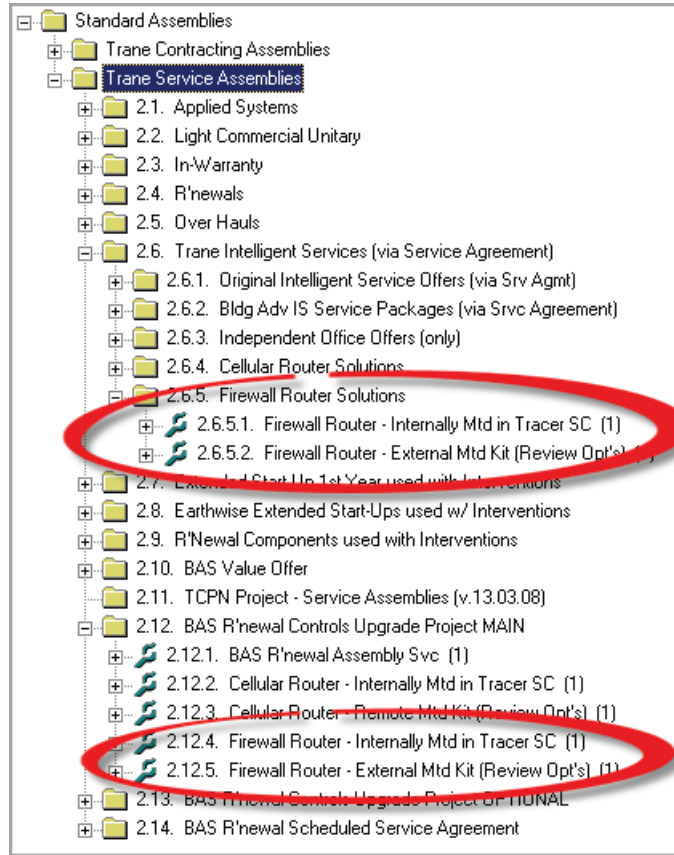 Standard Assemblies
Trane Contracting Assemblies
Trane Service Assemblies
2.1. Applied Systems
2.2. Light Commercial Unitary
2.3. In-Warranty
2.4. R'newals
2.5. Over Hauls
2.6. Trane Intelligent Services (via Service Agreement)
2.6.1. Original Intelligent Service Offers (via Srv Agmt)
2.6.2. Bldg Adv IS Service Packages (via Srvc Agreement)
2.6.3. Independent Office Offers (only)
2.6.4. Cellular Router Solutions
2.6.5. Firewall Router Solutions
2.6.5.1. Firewall Router - Internally Mtd in Tracer SC (1)
2.6.5.2. Firewall Router - External Mtd Kit (Review Opt's)
2.7. Extended Start-Up 1st Year used with Interventions
2.8. Earthwise Extended Start-Ups used w/ Interventions
2.9. R'Newal Components used with Interventions
2.10. BAS Value Offer
2.11. TCPN Project - Service Assemblies (v.13.03.08)
2.12. BAS R'newal Controls Upgrade Project MAIN
2.12.1. BAS R'newal Assembly Svc (1)
2.12.2. Cellular Router - Internally Mtd in Tracer SC (1)
2.12.3. Cellular Router - Remote Mtd Kit (Review Opt's) (1)
2.12.4. Firewall Router - Internally Mtd in Tracer SC (1)
2.12.5. Firewall Router - External Mtd Kit (Review Opt's) (1)
2.13. BAS R'newal Controls Upgrade Project OPTIONAL
2.14. BAS R'newal Scheduled Service Agreement